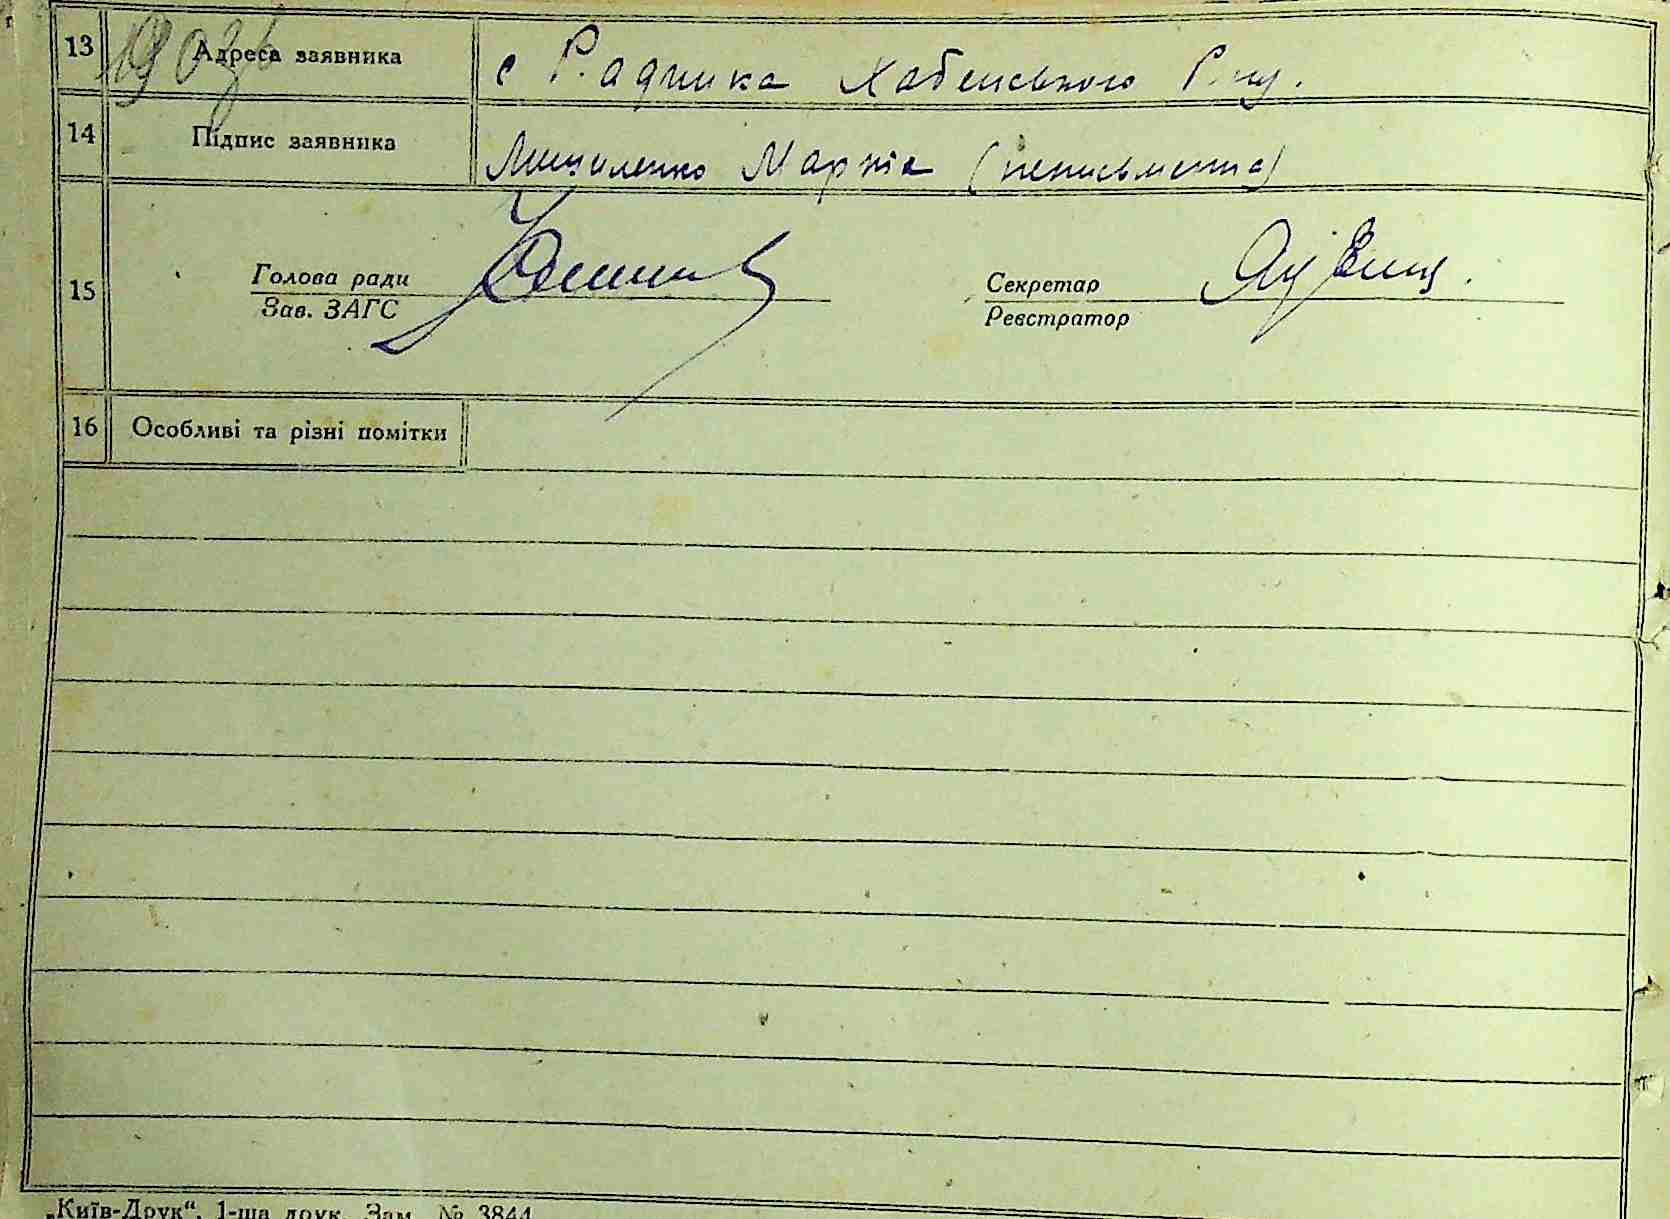 13 Адреса заявника с Радинка Хабенського Р-ну.
14 Підпис заявника Марія (неписьменна)
15 Голова ради Секретар
Зав. ЗАГС Реєстратор
16 Особливі та різні помітки
„Київ-Друк“, 1-ша друк. Зам. № 3844